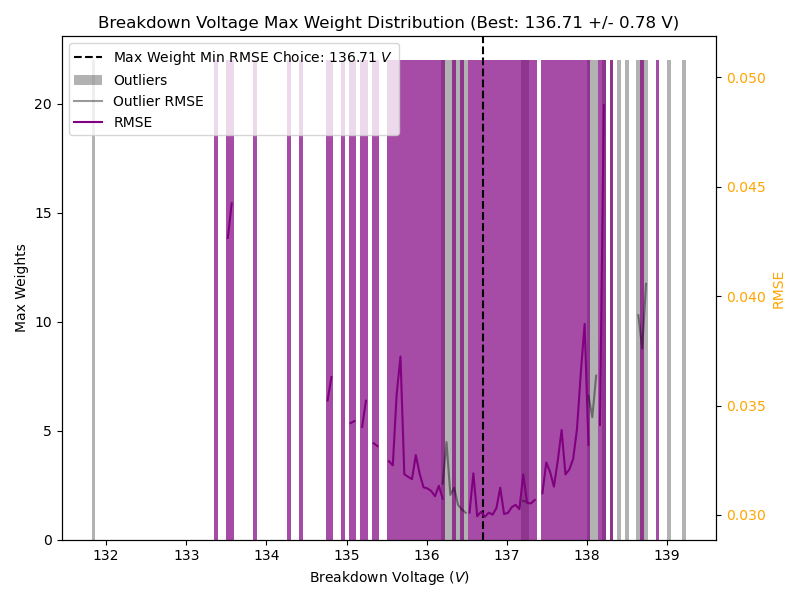 Breakdown Voltage Max Weight Distribution (Best: 136.71 +/- 0.78 V)
Max Weight Min RMSE Choice: 136.71 V
Outliers
Outlier RMSE
RMSE
Max Weights
0
5
10
15
20
RMSE
0.050
0.045
0.040
0.035
0.030
132
133
134
135
136
137
138
139
Breakdown Voltage (V)